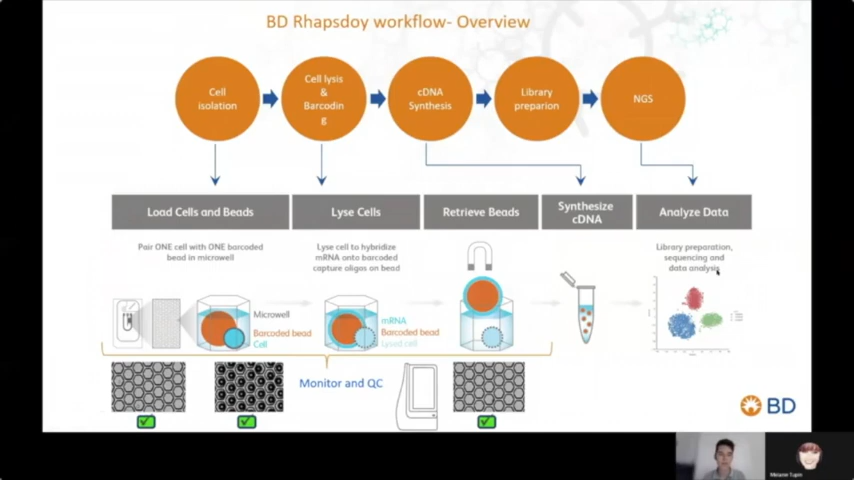 BD Rhapsdoy workflow- Overview
Cell
isolation
Cell lysis
&
Barcodin
g
cDNA
Synthesis
Library
preparion
NGS
Load Cells and Beads
Lyse Cells
Retrieve Beads
Synthesize
cDNA
Analyze Data
Pair ONE cell with ONE barcoded
bead in microwell
Lyse cell to hybridize
mRNA onto barcoded
capture oligos on bead
Library preparation,
sequencing and
data analysis
Microwell
Barcoded bead
Cell
mRNA
Barcoded bead
Lysed cell
Monitor and QC
BD